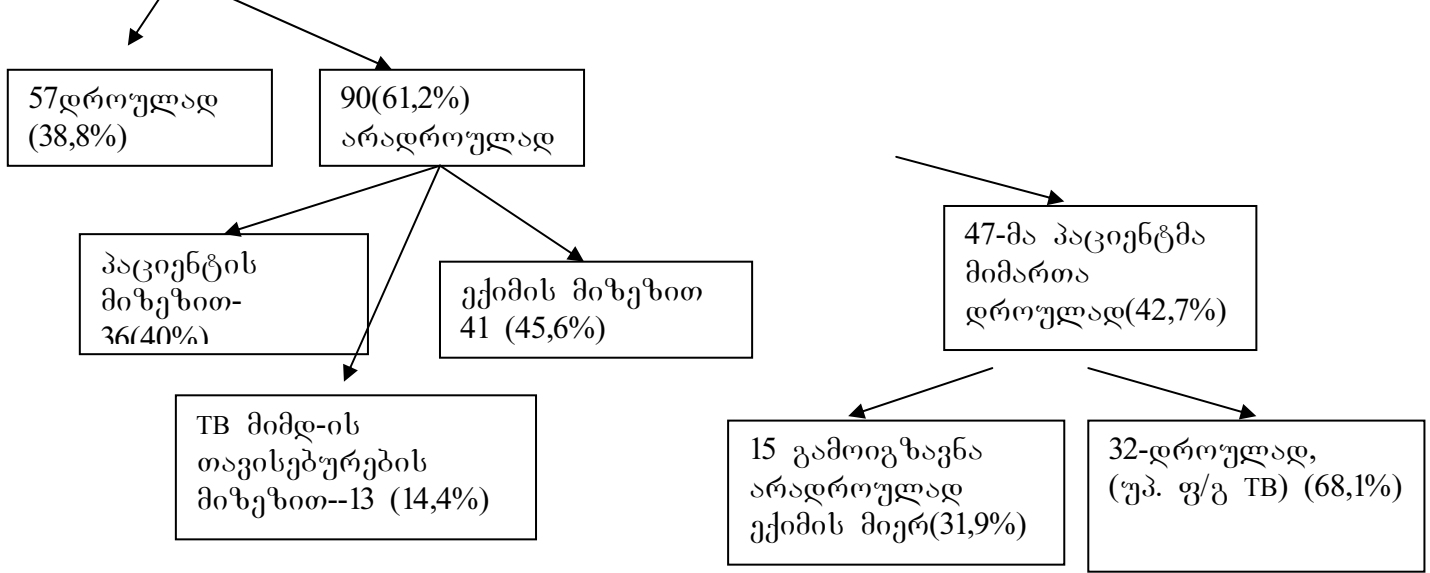 57დროულად
(38,8%)
90(61,2%)
არადროულად
პაციენტის
მიზეზით-
36(40%)
ექიმის მიზეზით
41 (45,6%)
TB მიმდ-ის
თავისებურების
მიზეზით--13 (14,4%)
47-მა პაციენტმა
მიმართა
დროულად(42,7%)
15 გამოიგზავნა
არადროულად
ექიმის მიერ(31,9%)
32-დროულად,
(უპ. ფ/გ TB) (68,1%)